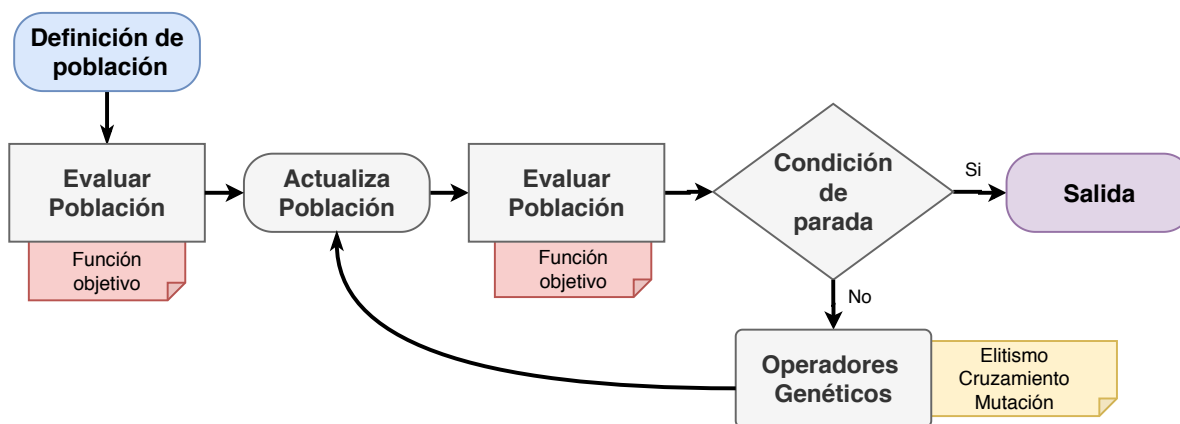 Definición de
población
Evaluar
Población
Función
objetivo
Actualiza
Población
Evaluar
Población
Función
objetivo
Condición
de
parada
Si
Salida
No
Operadores
Genéticos
Elitismo
Cruzamiento
Mutación